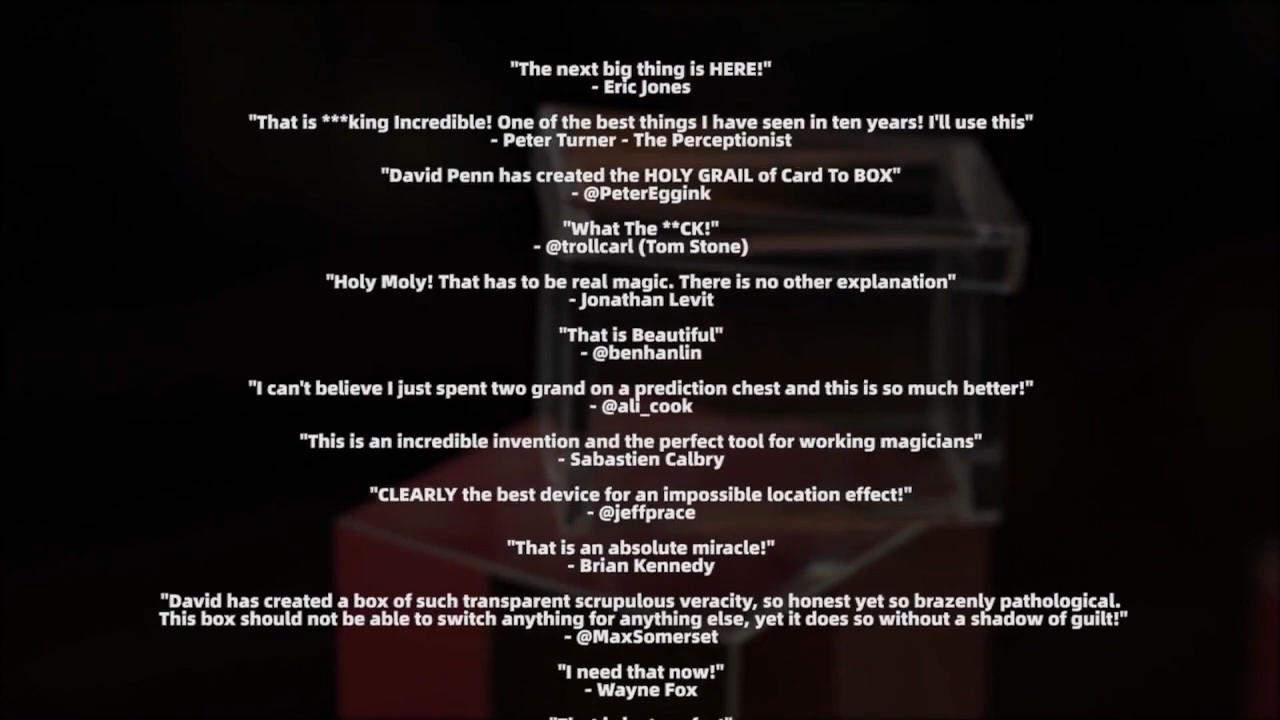 "The next big thing is HERE!"
- Eric Jones
"That is ***king Incredible! One of the best things I have seen in ten years! I'll use this"
- Peter Turner - The Perceptionist
"David Penn has created the HOLY GRAIL of Card To BOX"
- @PeterEggink
"What The **CK!"
- @trollcarl (Tom Stone)
"Holy Moly! That has to be real magic. There is no other explanation"
- Jonathan Levit
"That is Beautiful"
- @benhanlin
"I can't believe I just spent two grand on a prediction chest and this is so much better!"
- @ali_cook
"This is an incredible invention and the perfect tool for working magicians"
- Sabastien Calbry
"CLEARLY the best device for an impossible location effect!"
- @jeffprace
"That is an absolute miracle!"
- Brian Kennedy
"David has created a box of such transparent scrupulous veracity, so honest yet so brazenly pathological.
This box should not be able to switch anything for anything else, yet it does so without a shadow of guilt!"
- @MaxSomerset
"I need that now!"
- Wayne Fox